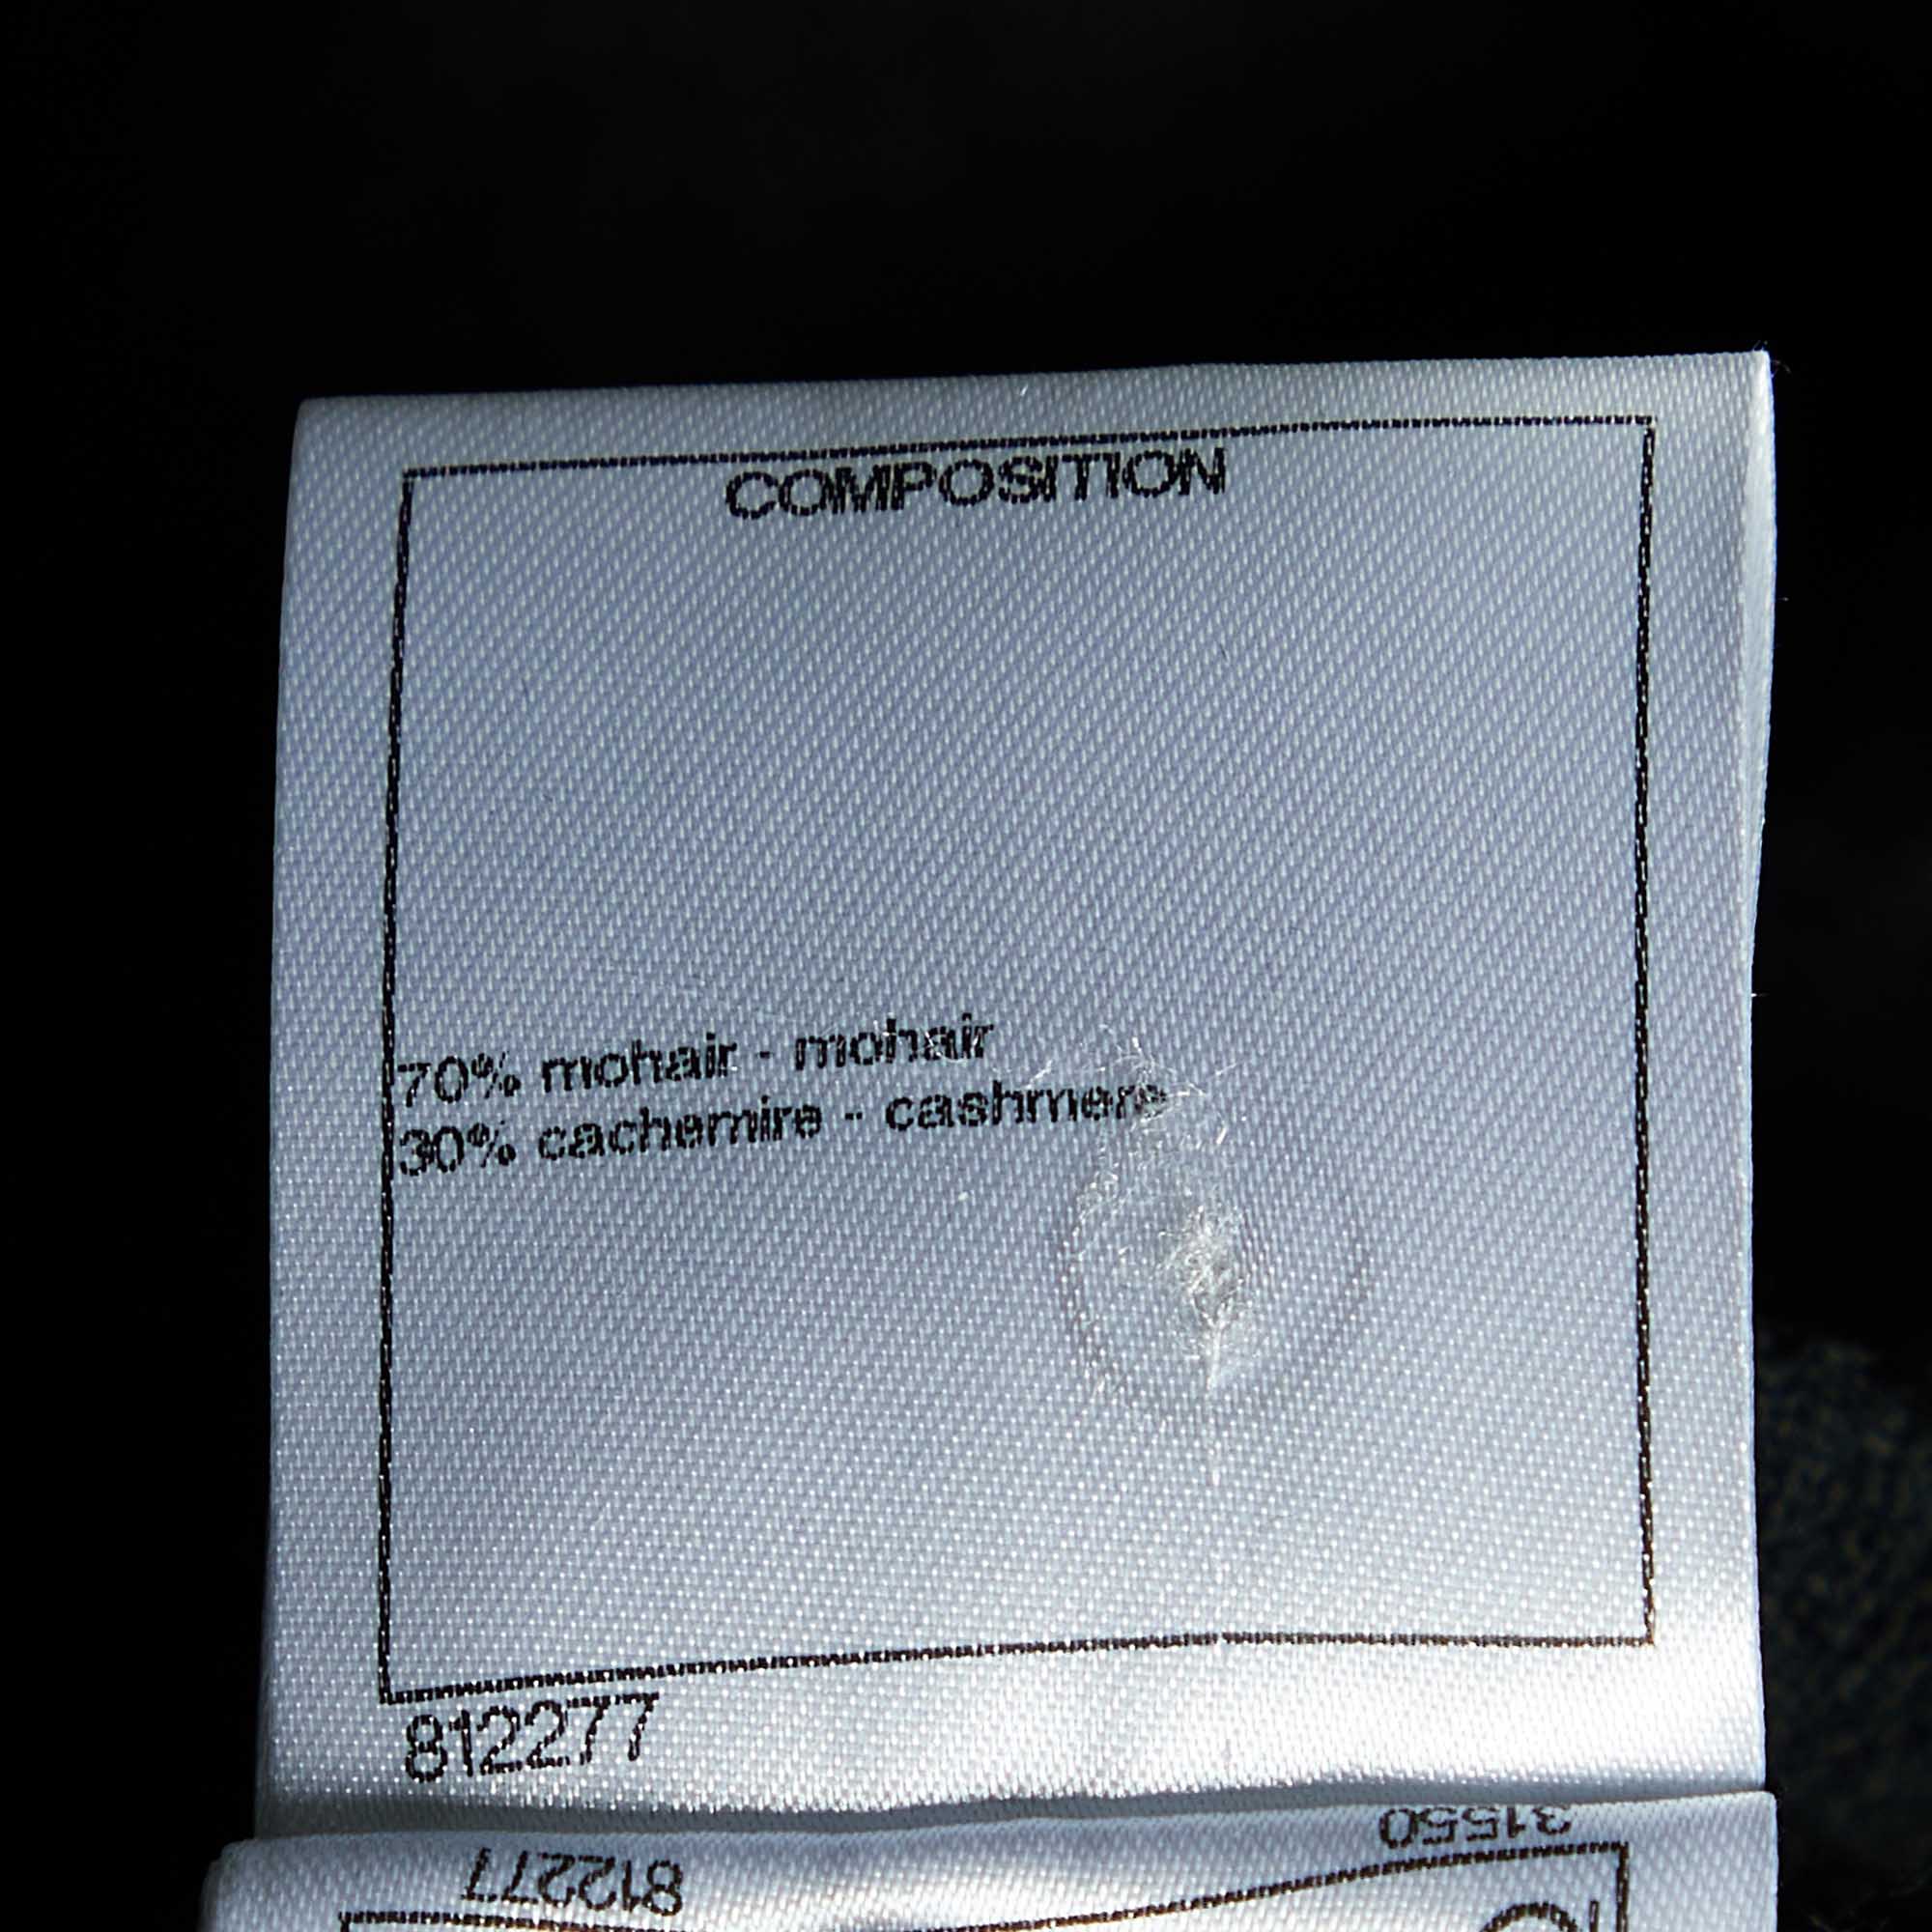 COMPOSITION
70% mohair - mohair
30% cachemire - cashmere
812277
31550
812277